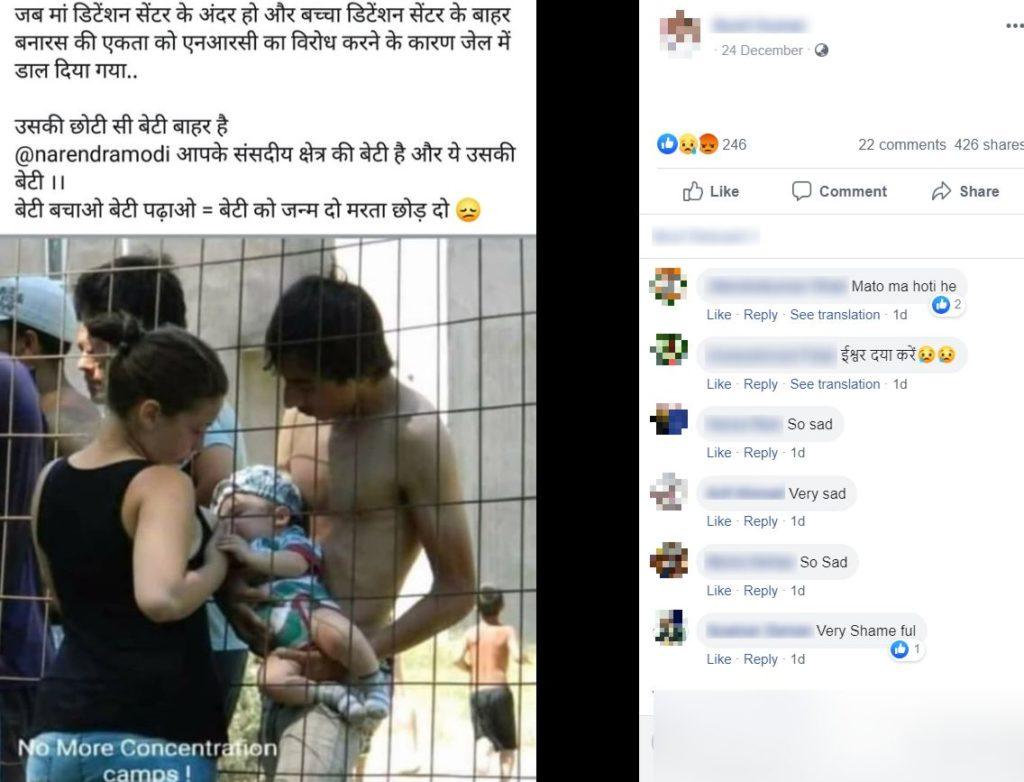 जब मां डिटेंशन सेंटर के अंदर हो और बच्चा डिटेंशन सेंटर के बाहर
बनारस की एकता को एनआरसी का विरोध करने के कारण जेल में
डाल दिया गया..
उसकी छोटी सी बेटी बाहर है
@narendramodi आपके संसदीय क्षेत्र की बेटी है और ये उसकी
बेटी ।।
बेटी बचाओ बेटी पढ़ाओ = बेटी को जन्म दो मरता छोड़ दो 😞
No More Concentration
camps !
24 December
246
22 comments 426 shares
Like Comment Share
Mato ma hoti he
2
Like · Reply · See translation · 1d
ईश्वर दया करें😥😥
Like · Reply · See translation · 1d
So sad
Like · Reply · 1d
Very sad
Like · Reply · 1d
So Sad
Like · Reply · 1d
Very Shame ful
1
Like · Reply · 1d